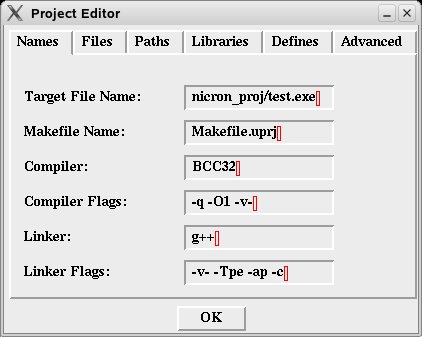 Project Editor
Names Files Paths Libraries Defines Advanced
Target File Name: nicron_proj/test.exe
Makefile Name: Makefile.uprj
Compiler: BCC32
Compiler Flags: -q -O1 -v-
Linker: g++
Linker Flags: -v- -Tpe -ap -c
OK